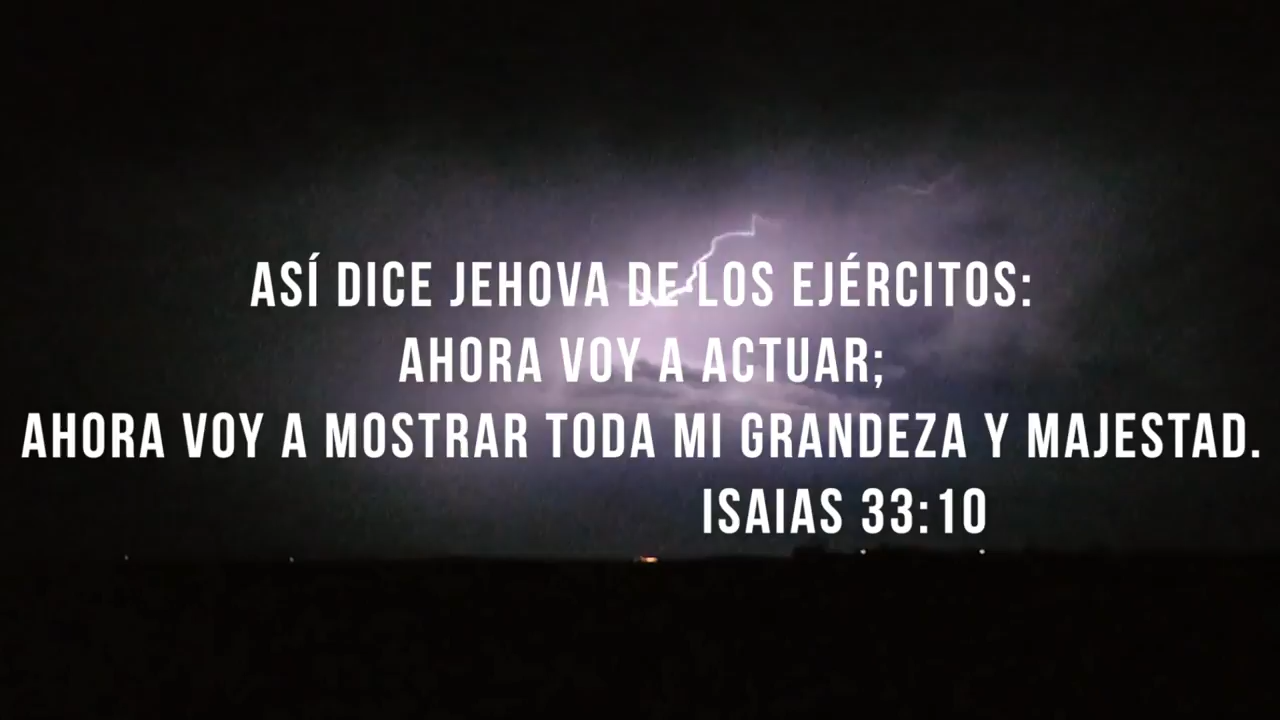 ASÍ DICE JEHOVA DE LOS EJÉRCITOS:
AHORA VOY A ACTUAR;
AHORA VOY A MOSTRAR TODA MI GRANDEZA Y MAJESTAD.
ISAIAS 33:10